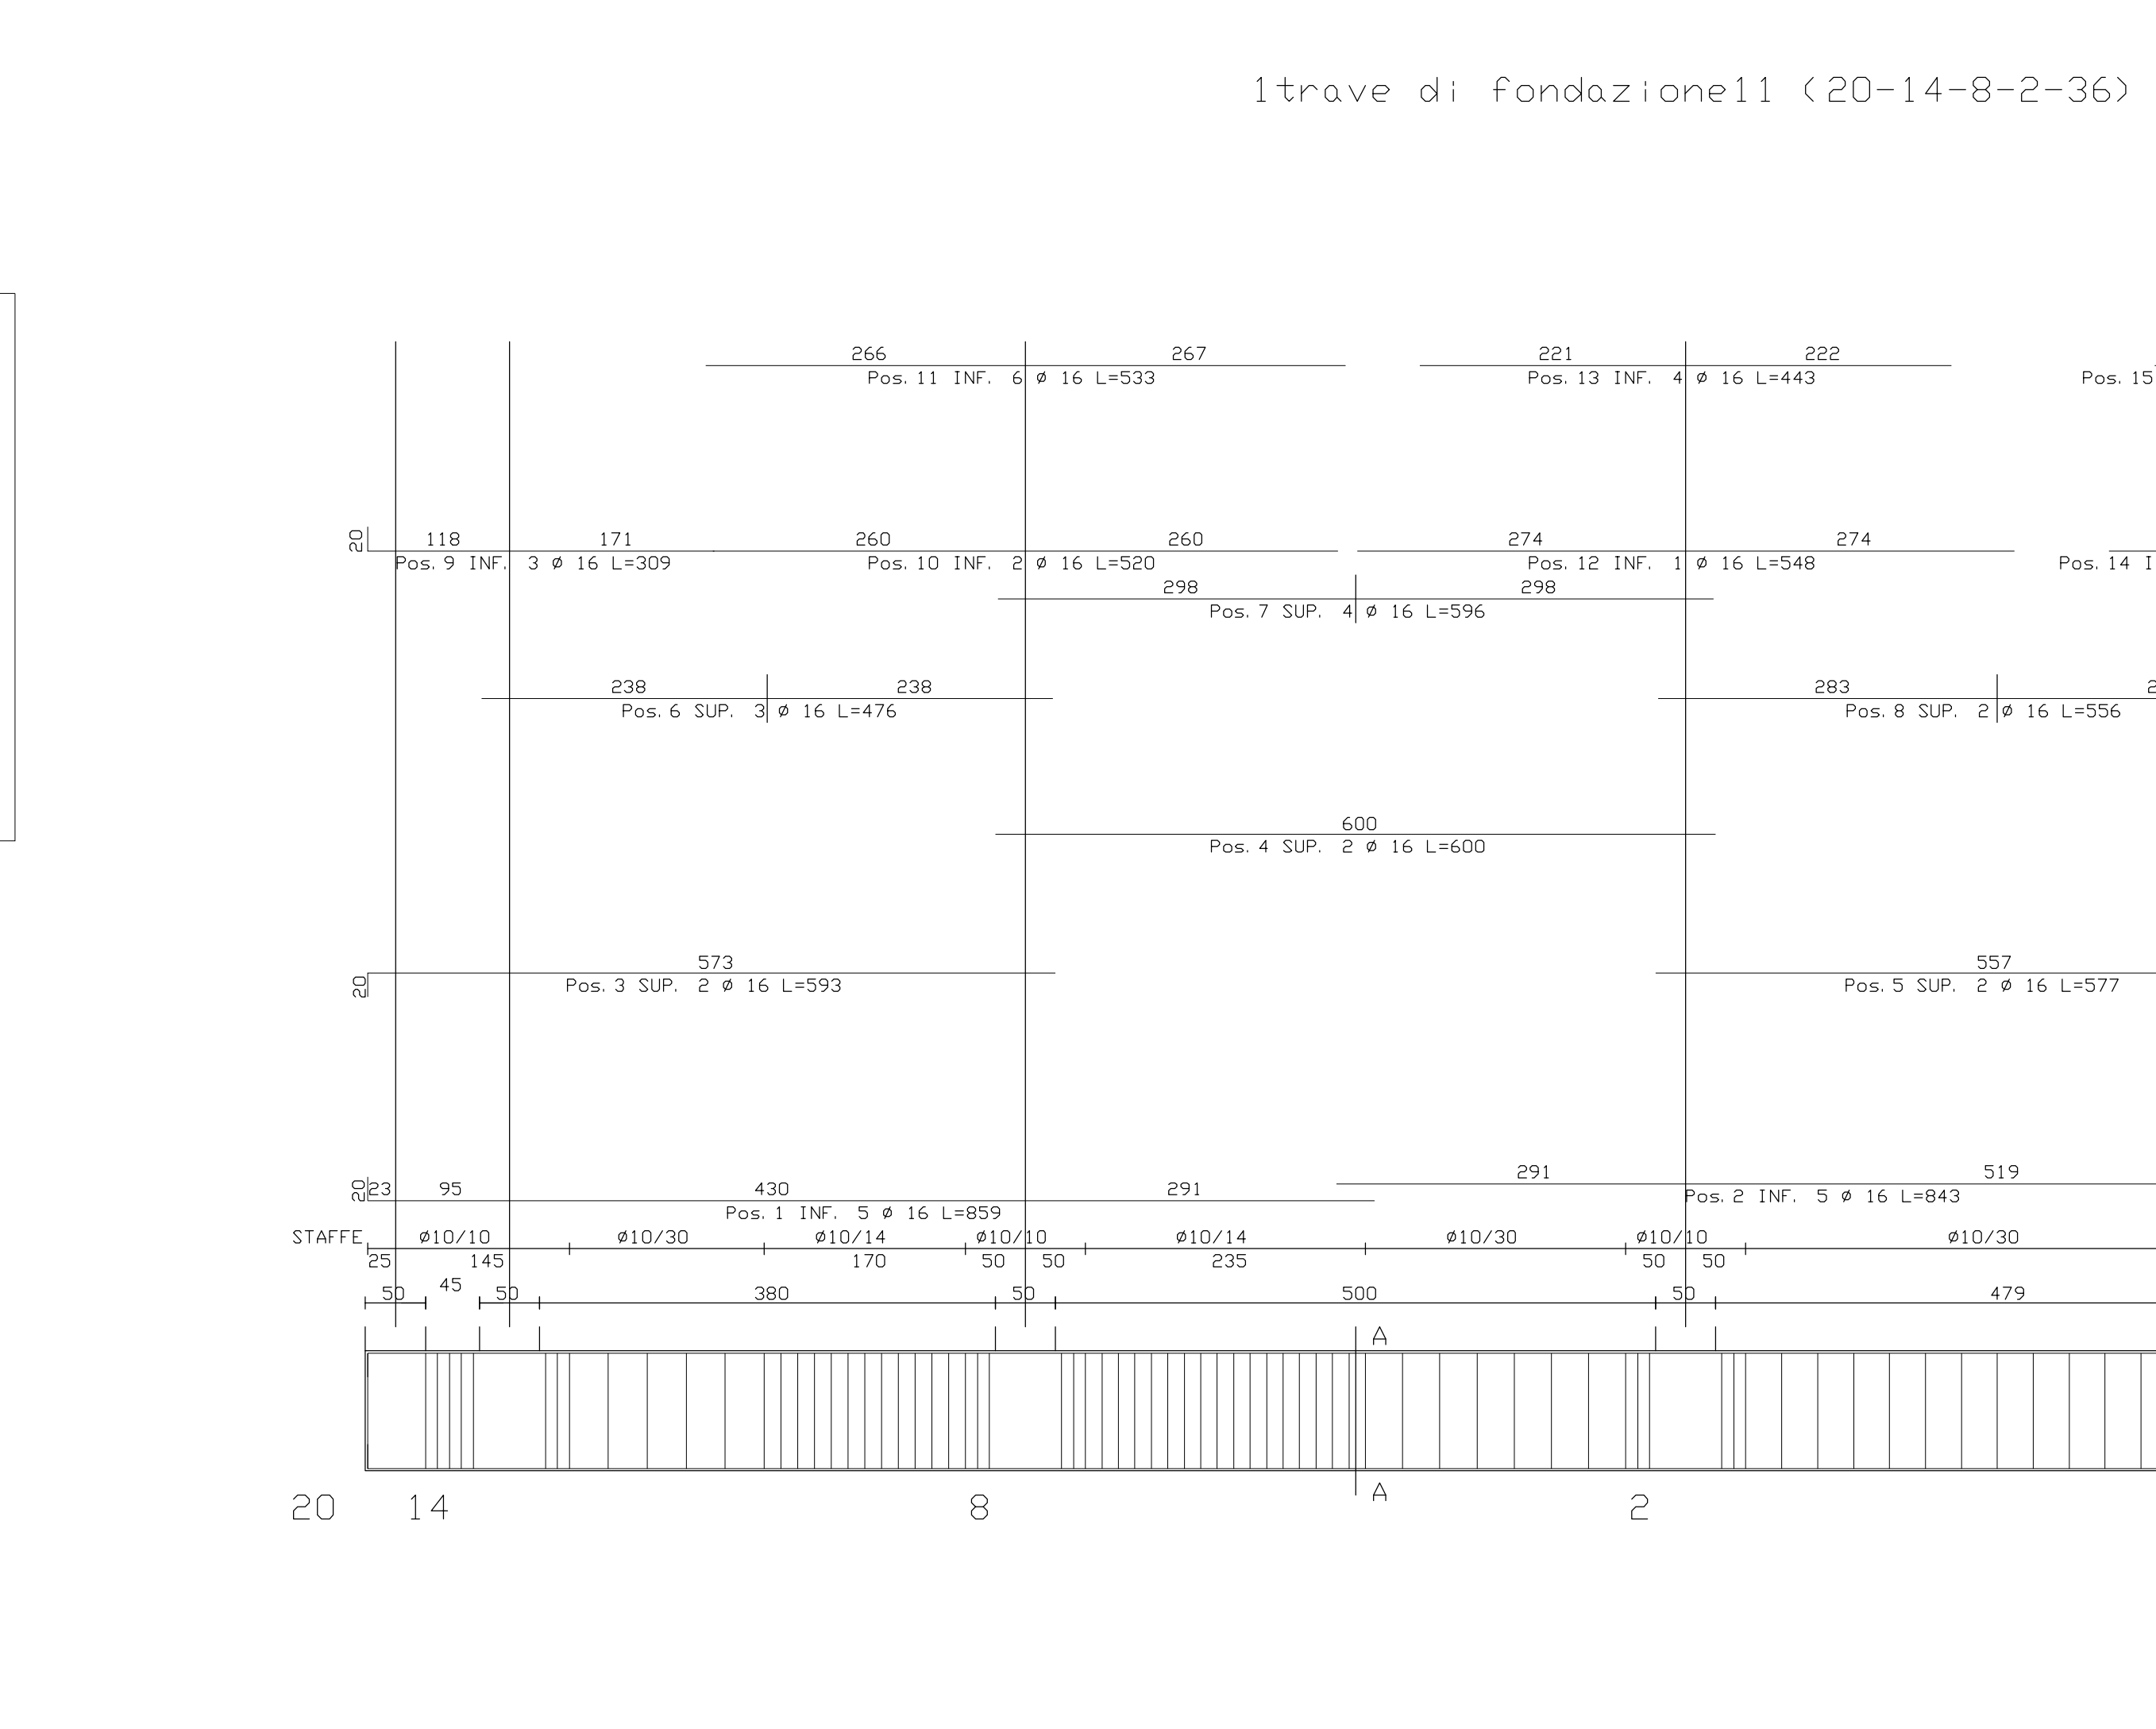 1trave di fondazione11 (20-14-8-2-36)
266 267 221 222
Pos. 11 INF. 6 ø 16 L=533 Pos. 13 INF. 4 ø 16 L=443 Pos. 15
20 118 171 260 260 274 274
Pos. 9 INF. 3 ø 16 L=309 Pos. 10 INF. 2 ø 16 L=520 Pos. 12 INF. 1 ø 16 L=548 Pos. 14
298 298
Pos. 7 SUP. 4 ø 16 L=596
238 238 283
Pos. 6 SUP. 3 ø 16 L=476 Pos. 8 SUP. 2 ø 16 L=556
600
Pos. 4 SUP. 2 ø 16 L=600
573 557
20 Pos. 3 SUP. 2 ø 16 L=593 Pos. 5 SUP. 2 ø 16 L=577
291 519
20 23 95 430 291 Pos. 2 INF. 5 ø 16 L=843
Pos. 1 INF. 5 ø 16 L=859
STAFFE ø10/10 ø10/30 ø10/14 ø10/10 ø10/14 ø10/30 ø10/10 ø10/30
25 145 170 50 50 235 50 50
50 45 50 380 50 500 50 479
A
A
20 14 8 2